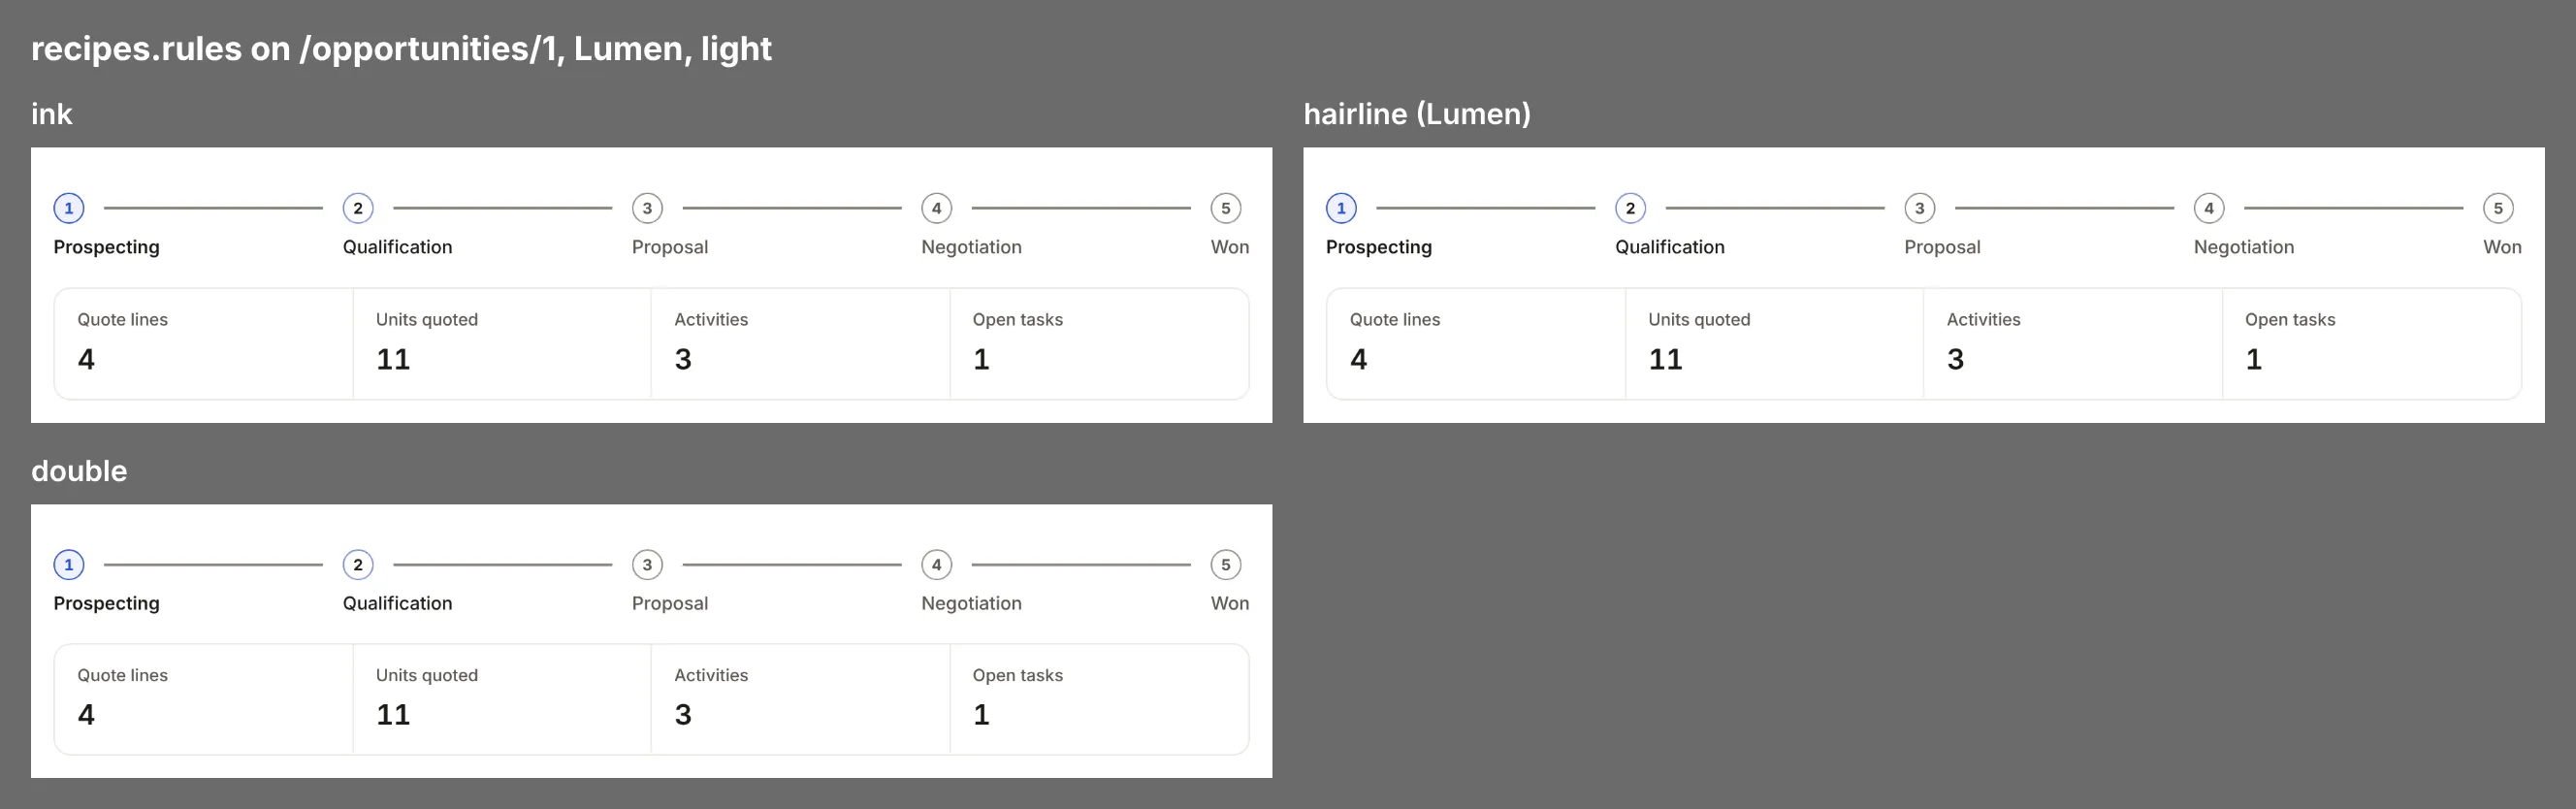 recipes.rules on /opportunities/1, Lumen, light
ink
1 2 3 4 5
Prospecting Qualification Proposal Negotiation Won
Quote lines Units quoted Activities Open tasks
4 11 3 1
hairline (Lumen)
1 2 3 4 5
Prospecting Qualification Proposal Negotiation Won
Quote lines Units quoted Activities Open tasks
4 11 3 1
double
1 2 3 4 5
Prospecting Qualification Proposal Negotiation Won
Quote lines Units quoted Activities Open tasks
4 11 3 1